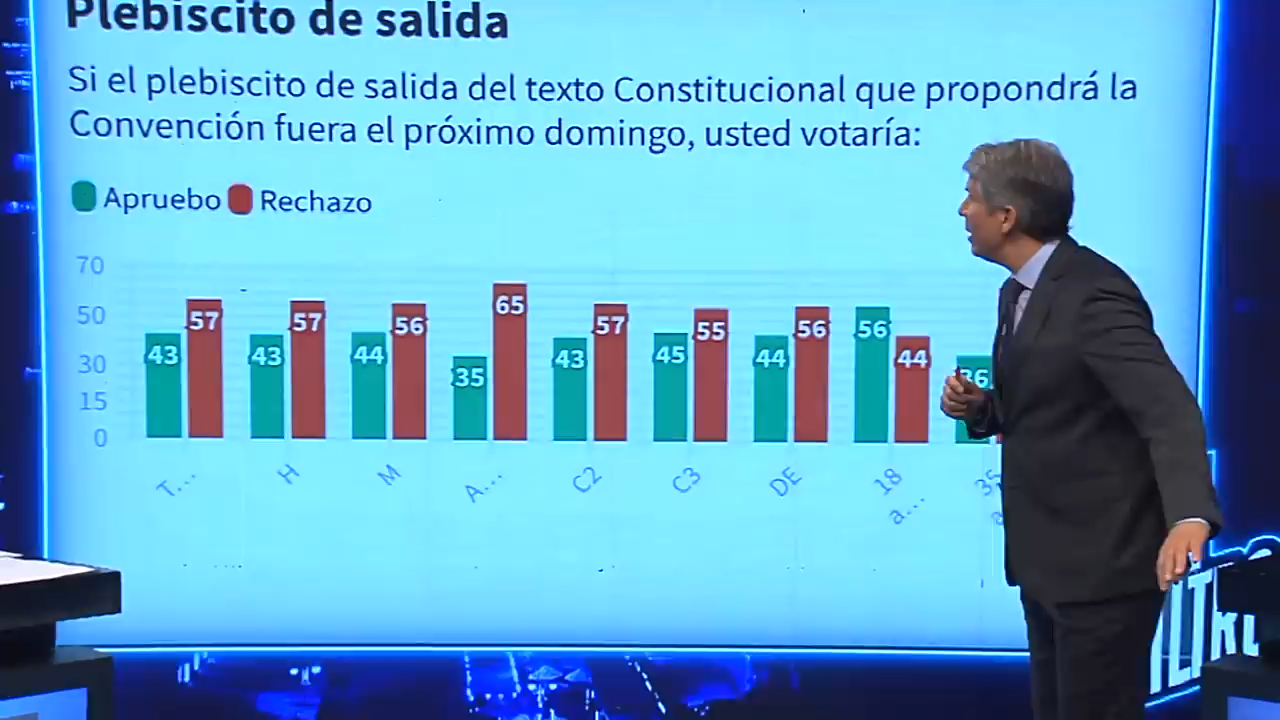 Plebiscito de salida
Si el plebiscito de salida del texto Constitucional que propondrá la
Convención fuera el próximo domingo, usted votaría:
Apruebo Rechazo
70
50
30
15
0
43 57 43 57 44 56 35 65 43 57 45 55 44 56 56 44 36
T... H M A... C2 C3 DE 18 35
a... a